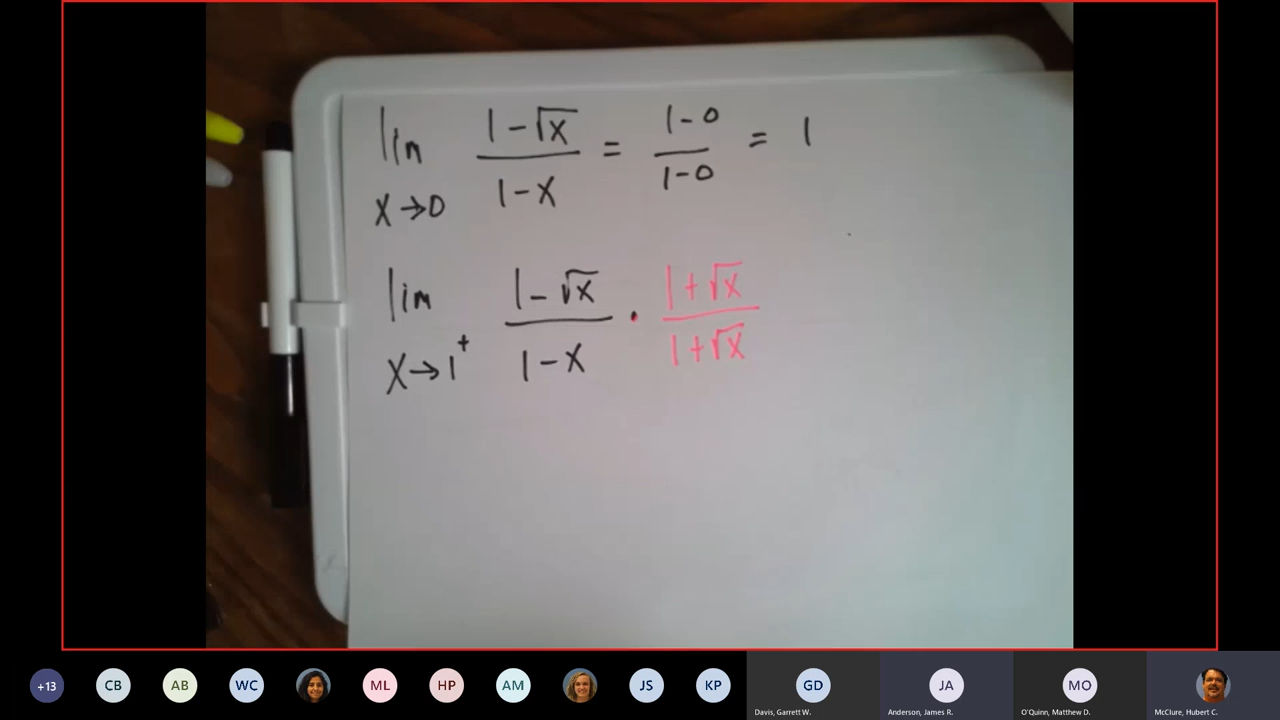 lim 1-√x / 1-x = 1-0 / 1-0 = 1
x→0
lim 1-√x / 1-x · 1+√x / 1+√x
x→1⁺
+13 CB AB WC ML HP AM JS KP GD JA MO
Davis, Garrett W. Anderson, James R. O'Quinn, Matthew D. McClure, Hubert C.